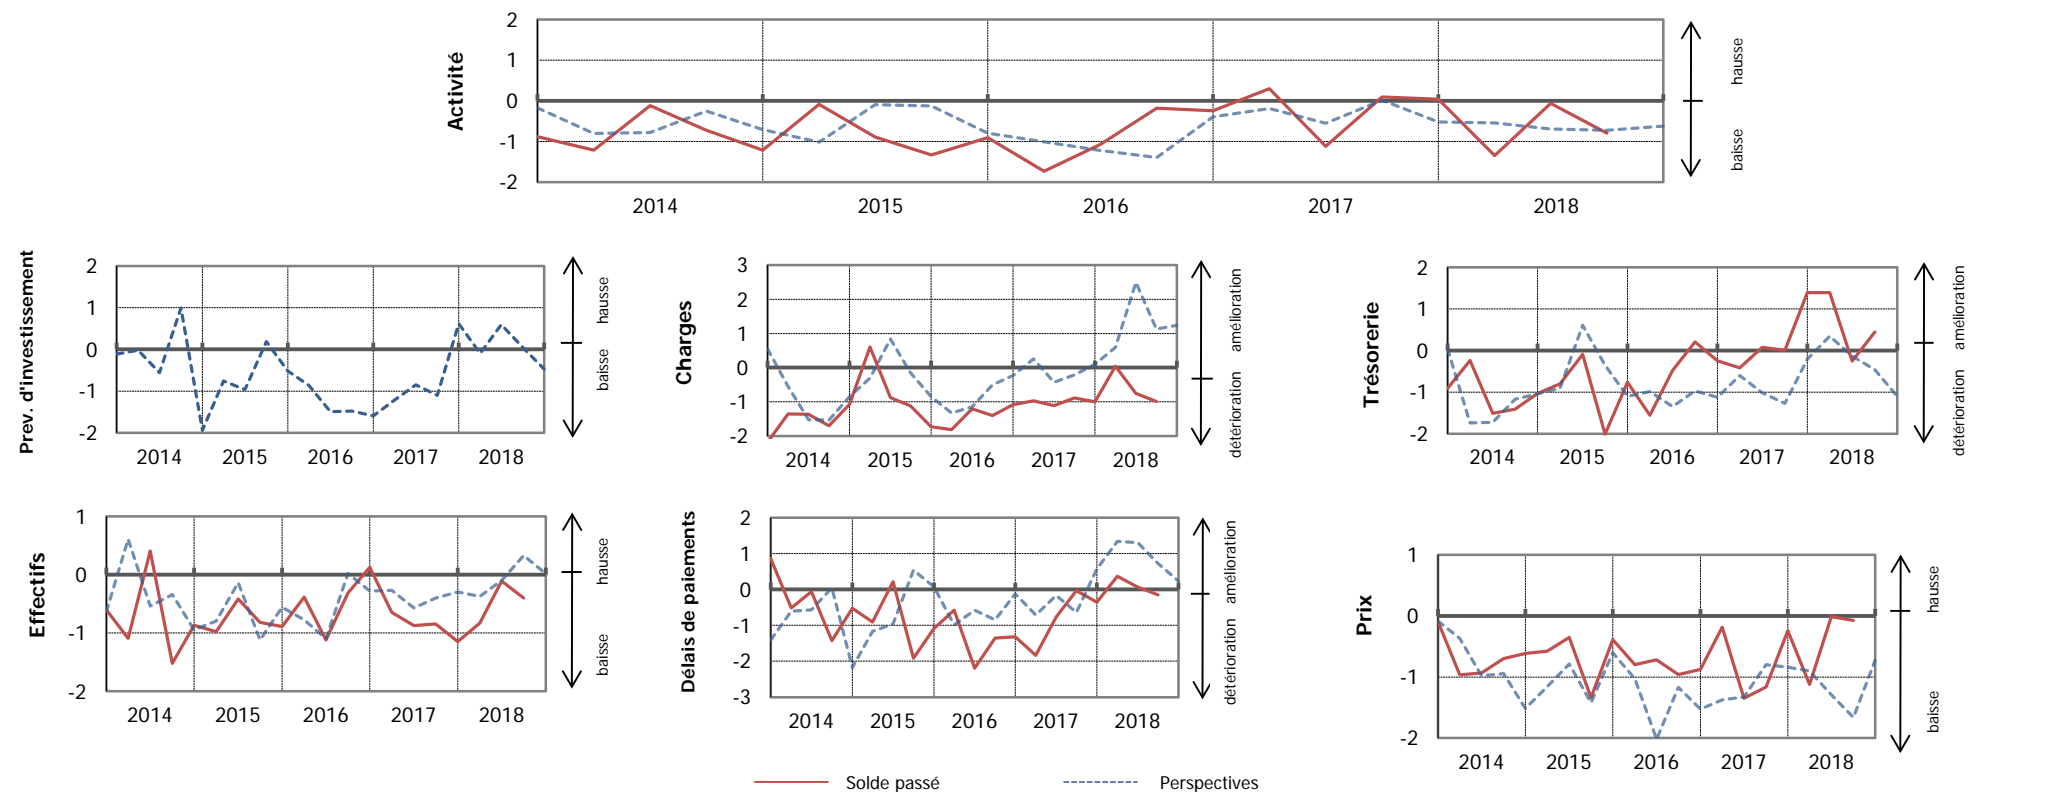 Activité
2
1
0
-1
-2
2014 2015 2016 2017 2018
hausse
baisse
Prev. d'investissement
2
1
0
-1
-2
2014 2015 2016 2017 2018
hausse
baisse
Charges
3
2
1
0
-1
-2
2014 2015 2016 2017 2018
amélioration
détérioration
Trésorerie
2
1
0
-1
-2
2014 2015 2016 2017 2018
amélioration
détérioration
Effectifs
1
0
-1
-2
2014 2015 2016 2017 2018
hausse
baisse
Délais de paiements
2
1
0
-1
-2
-3
2014 2015 2016 2017 2018
amélioration
détérioration
Prix
1
0
-1
-2
2014 2015 2016 2017 2018
hausse
baisse
Solde passé
Perspectives